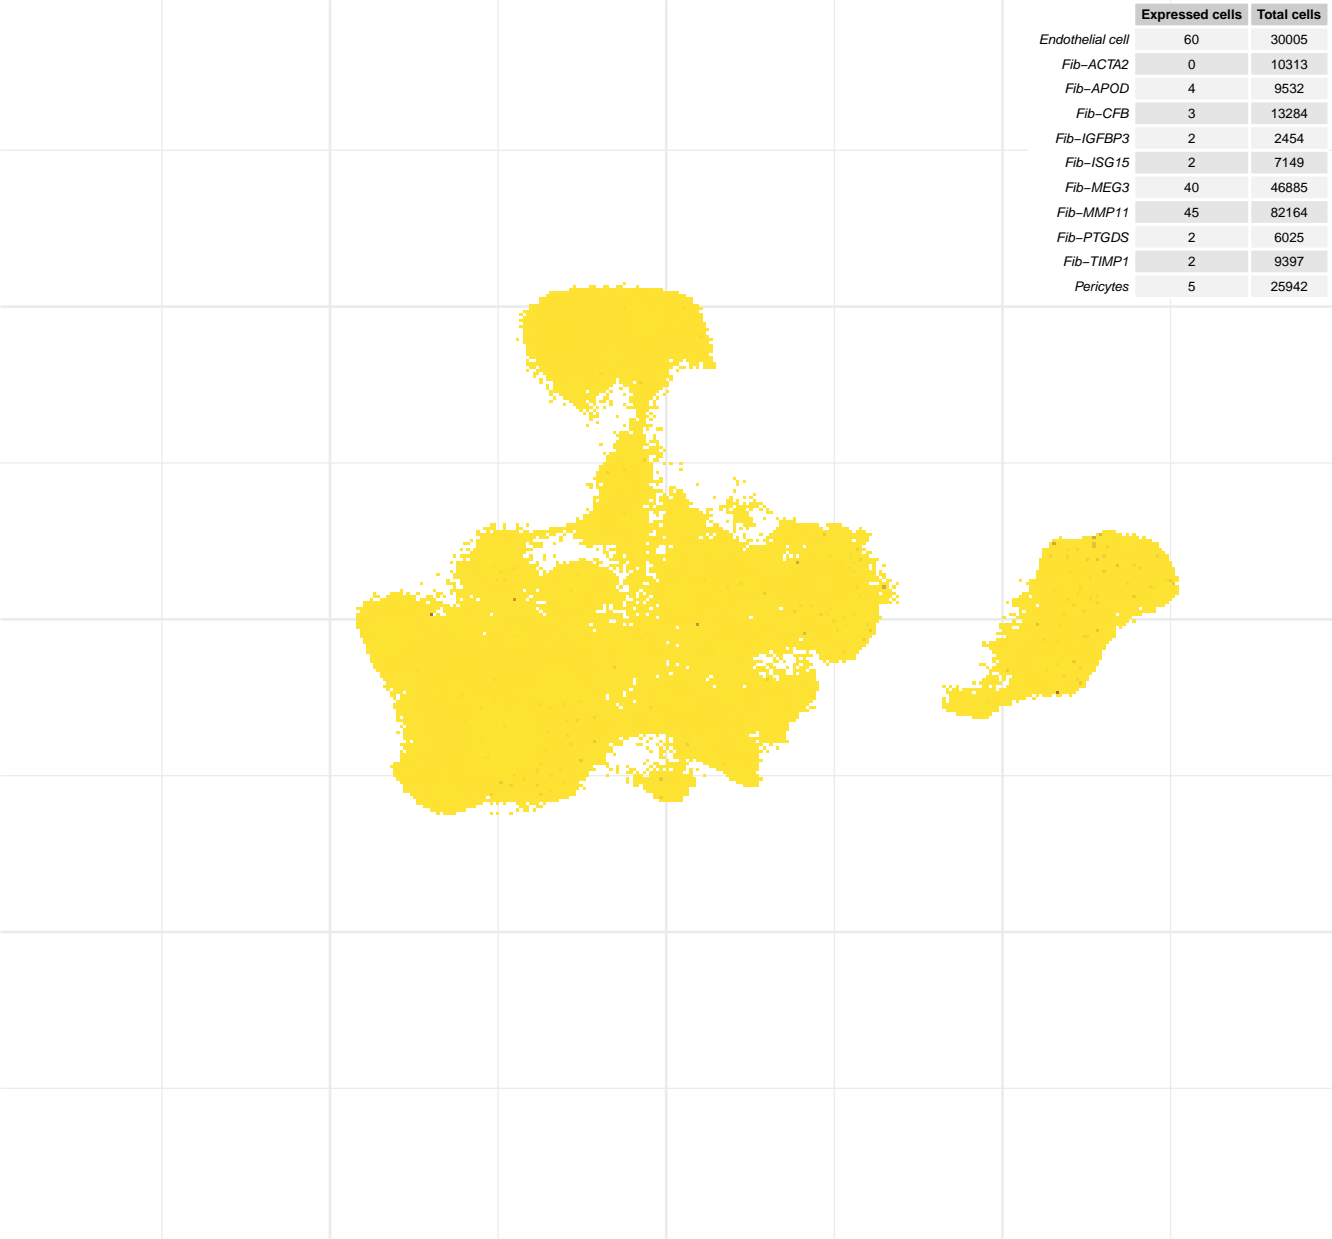 Expressed cells Total cells
Endothelial cell 60 30005
Fib−ACTA2 0 10313
Fib−APOD 4 9532
Fib−CFB 3 13284
Fib−IGFBP3 2 2454
Fib−ISG15 2 7149
Fib−MEG3 40 46885
Fib−MMP11 45 82164
Fib−PTGDS 2 6025
Fib−TIMP1 2 9397
Pericytes 5 25942